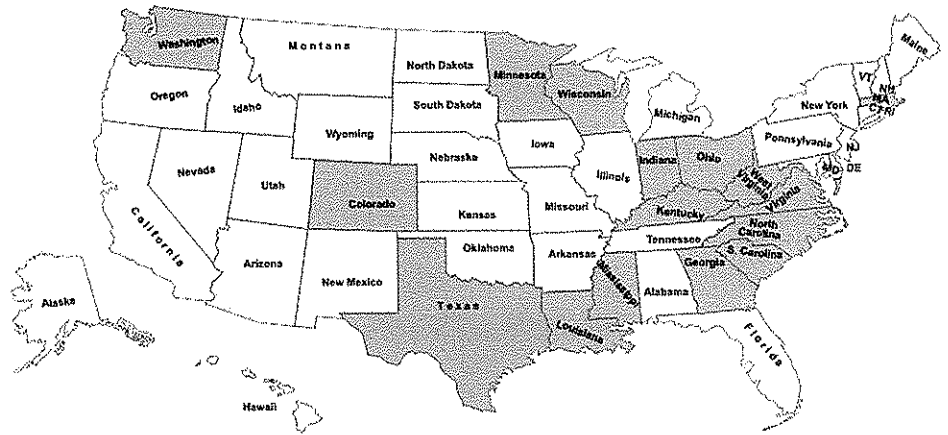 Washington
Montana
North Dakota
Minnesota
Maine
VT
NH
MA
CT RI
Oregon
Idaho
South Dakota
Wisconsin
Michigan
New York
Wyoming
Iowa
Pennsylvania
NJ
Nevada
Utah
Nebraska
Illinois
Indiana
Ohio
MD
DE
West Virginia
Virginia
Colorado
Kansas
Missouri
Kentucky
California
North Carolina
Tennessee
S. Carolina
Arizona
New Mexico
Oklahoma
Arkansas
Georgia
Mississippi
Alabama
Alaska
Texas
Louisiana
Florida
Hawaii